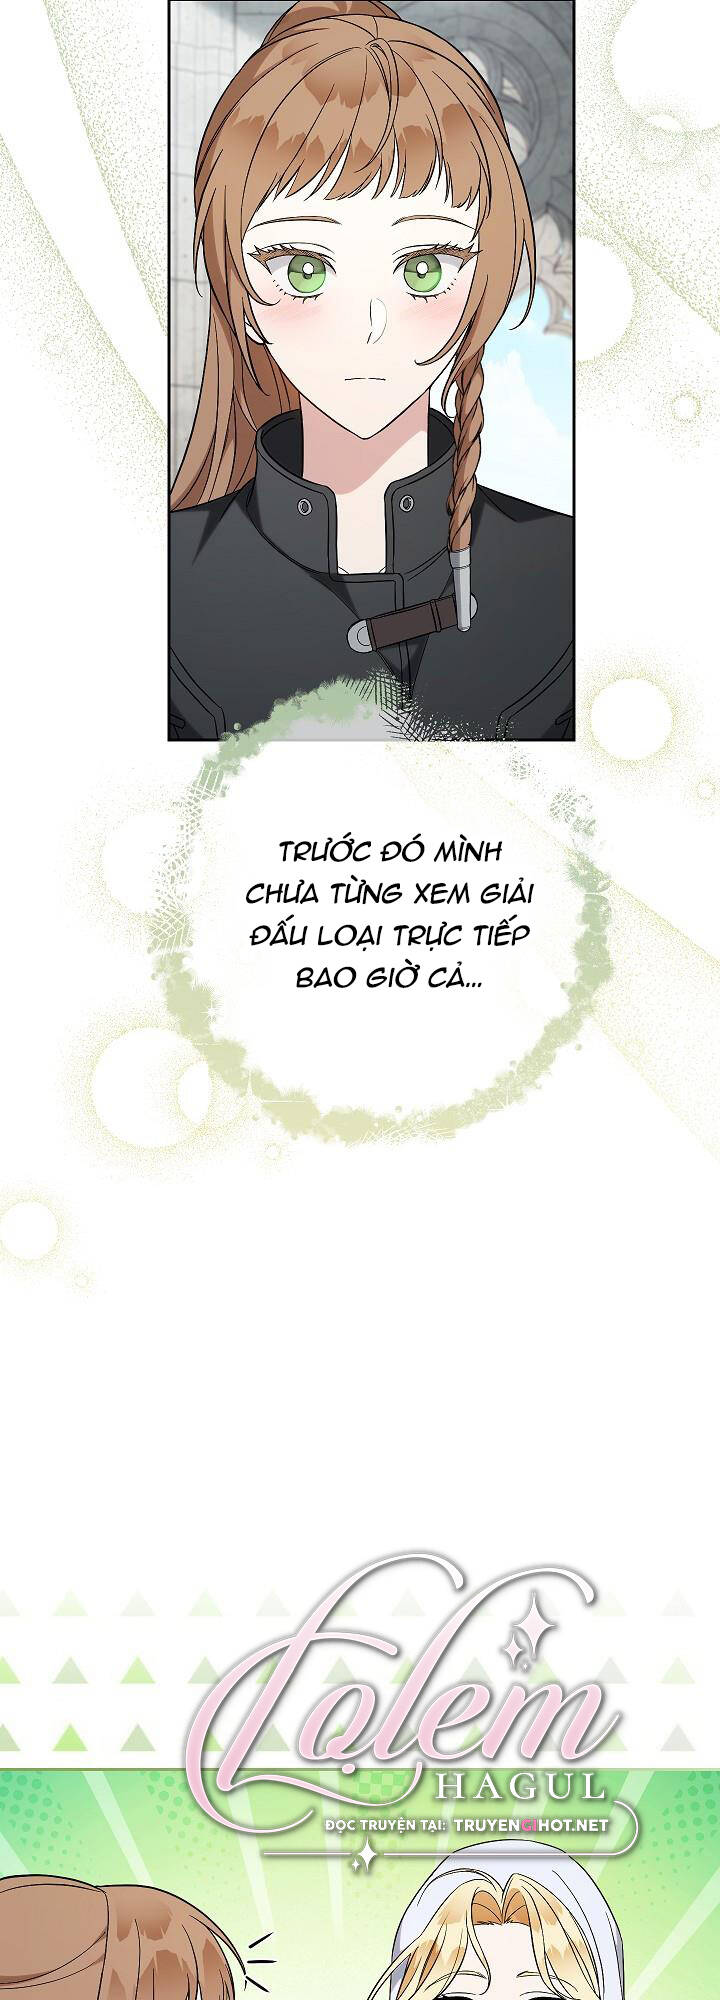 TRƯỚC ĐÓ MÌNH
CHƯA TỪNG XEM GIẢI
ĐẤU LOẠI TRỰC TIẾP
BAO GIỜ CẢ...
Lọlem
HAGUL
ĐỌC TRUYỆN TẠI: TRUYENGIHOT.NET